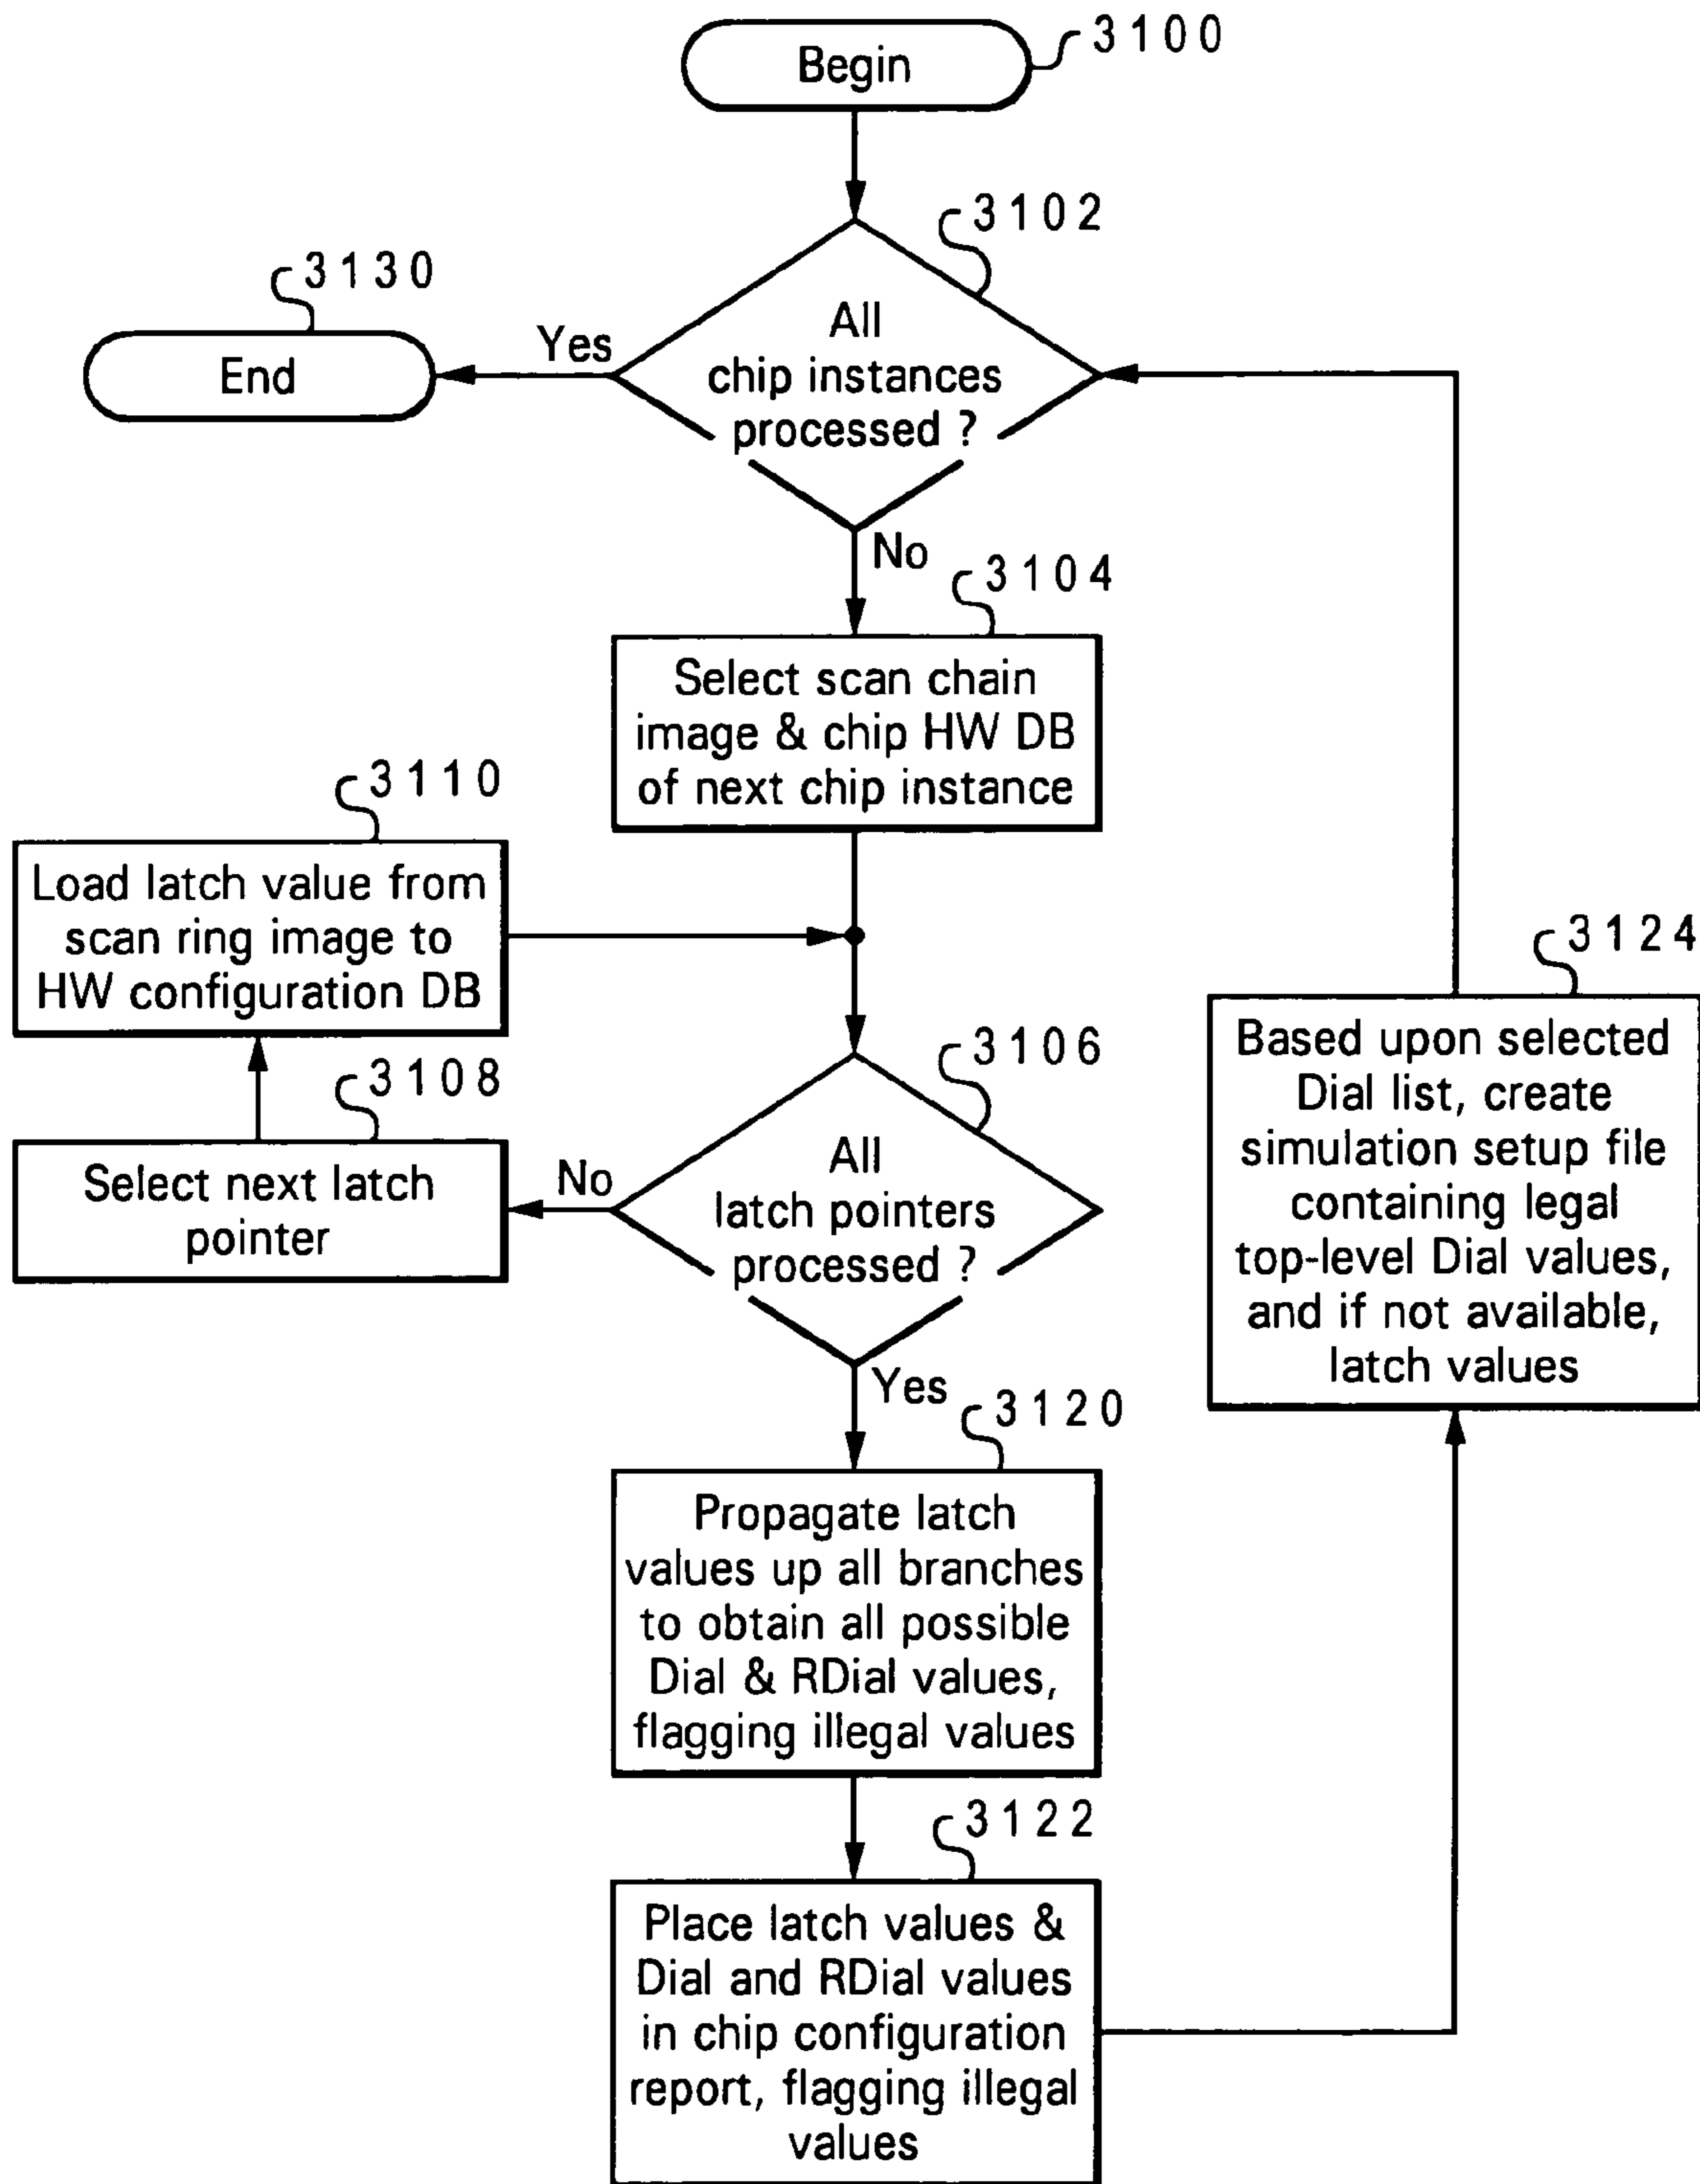 Begin
3100
3102
3130
All
chip instances
processed ?
Yes
End
No
3104
Select scan chain
image & chip HW DB
of next chip instance
3110
Load latch value from
scan ring image to
HW configuration DB
3106
3108
All
latch pointers
processed ?
No
Select next latch
pointer
3124
Based upon selected
Dial list, create
simulation setup file
containing legal
top-level Dial values,
and if not available,
latch values
Yes
3120
Propagate latch
values up all branches
to obtain all possible
Dial & RDial values,
flagging illegal values
3122
Place latch values &
Dial and RDial values
in chip configuration
report, flagging illegal
values